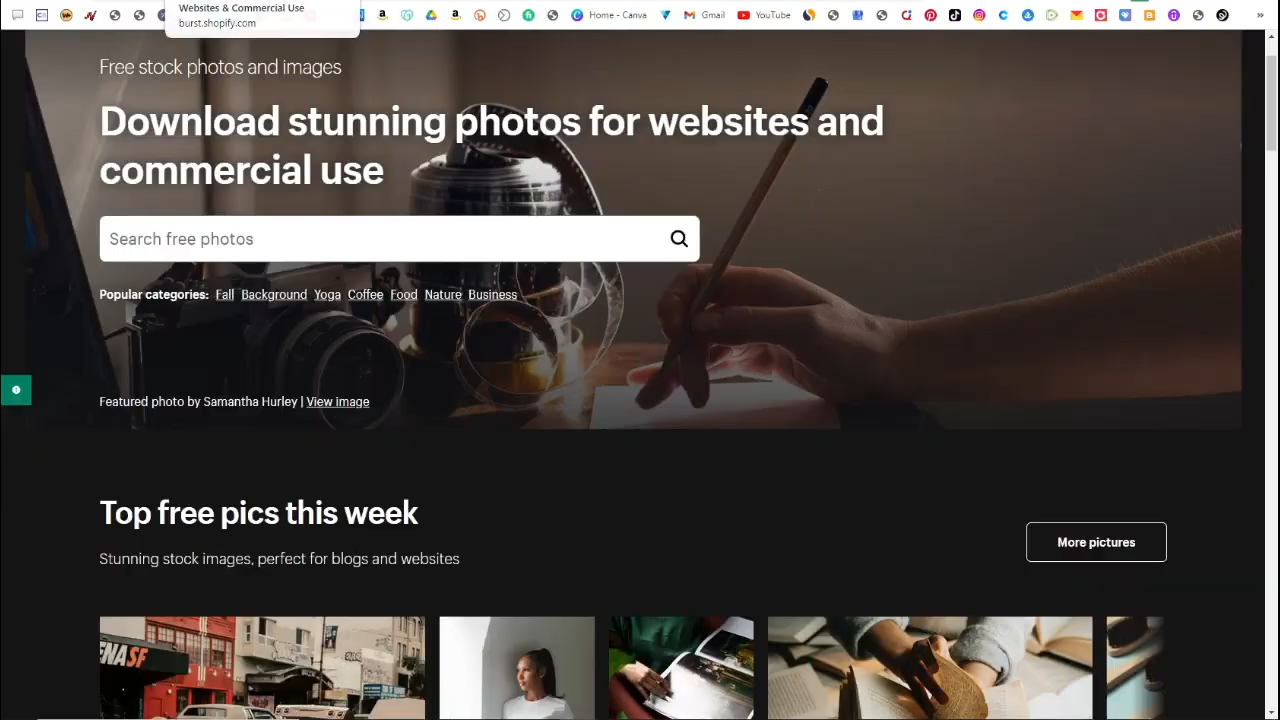 Websites & Commercial Use
burst.shopify.com
Home - Canva
Gmail
YouTube
Free stock photos and images
Download stunning photos for websites and
commercial use
Search free photos
Popular categories: Fall Background Yoga Coffee Food Nature Business
Featured photo by Samantha Hurley | View image
Top free pics this week
More pictures
Stunning stock images, perfect for blogs and websites
ENASF